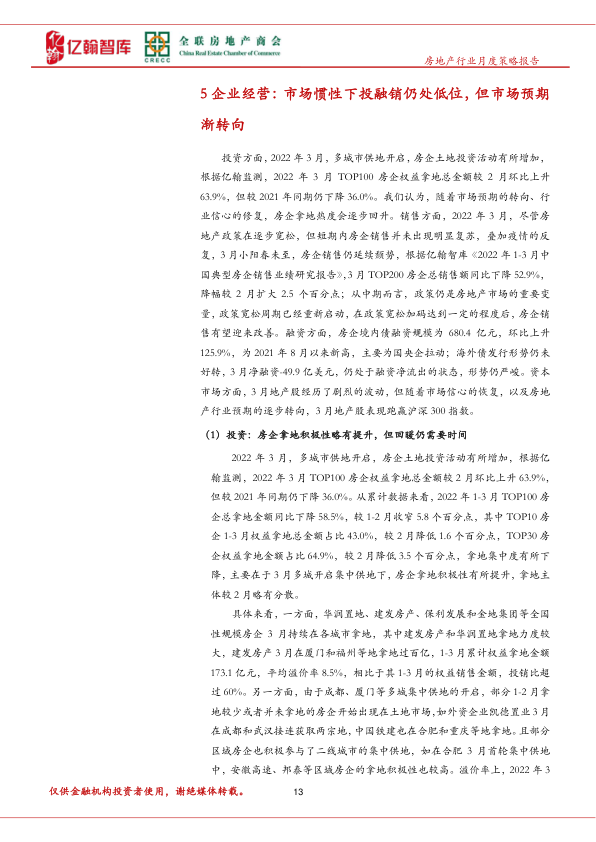 亿翰智库
CRECC
全联房地产商会
China Real Estate Chamber of Commerce
房地产行业月度策略报告
5 企业经营：市场惯性下投融销仍处低位，但市场预期
渐转向
投资方面，2022 年 3 月，多城市供地开启，房企土地投资活动有所增加，
根据亿翰监测，2022 年 3 月 TOP100 房企权益拿地总金额较 2 月环比上升
63.9%，但较 2021 年同期仍下降 36.0%。我们认为，随着市场预期的转向、行
业信心的修复，房企拿地热度会逐步回升。销售方面，2022 年 3 月，尽管房
地产政策在逐步宽松，但短期内房企销售并未出现明显复苏，叠加疫情的反
复，3 月小阳春未至，房企销售仍延续颓势，根据亿翰智库《2022 年 1-3 月中
国典型房企销售业绩研究报告》，3 月 TOP200 房企总销售额同比下降 52.9%，
降幅较 2 月扩大 2.5 个百分点；从中期而言，政策仍是房地产市场的重要变
量，政策宽松周期已经重新启动，在政策宽松加码达到一定的程度后，房企销
售有望迎来改善。融资方面，房企境内债融资规模为 680.4 亿元，环比上升
125.9%，为 2021 年 8 月以来新高，主要为国央企拉动；海外债发行形势仍未
好转，3 月净融资-49.9 亿美元，仍处于融资净流出的状态，形势仍严峻。资本
市场方面，3 月地产股经历了剧烈的波动，但随着市场信心的恢复，以及房地
产行业预期的逐步转向，3 月地产股表现跑赢沪深 300 指数。
（1）投资：房企拿地积极性略有提升，但回暖仍需要时间
2022 年 3 月，多城市供地开启，房企土地投资活动有所增加，根据亿
翰监测，2022 年 3 月 TOP100 房企权益拿地总金额较 2 月环比上升 63.9%，
但较 2021 年同期仍下降 36.0%。从累计数据来看，2022 年 1-3 月 TOP100 房
企总拿地金额同比下降 58.5%，较 1-2 月收窄 5.8 个百分点，其中 TOP10 房
企 1-3 月权益拿地总金额占比 43.0%，较 2 月降低 1.6 个百分点，TOP30 房
企权益拿地金额占比 64.9%，较 2 月降低 3.5 个百分点，拿地集中度有所下
降，主要在于 3 月多城开启集中供地下，房企拿地积极性有所提升，拿地主
体较 2 月略有分散。
具体来看，一方面，华润置地、建发房产、保利发展和金地集团等全国
性规模房企 3 月持续在各城市拿地，其中建发房产和华润置地拿地力度较
大，建发房产 3 月在厦门和福州等地拿地过百亿，1-3 月累计权益拿地金额
173.1 亿元，平均溢价率 8.5%，相比于其 1-3 月的权益销售金额，投销比超
过 60%。另一方面，由于成都、厦门等多城集中供地的开启，部分 1-2 月拿
地较少或者并未拿地的房企开始出现在土地市场，如外资企业凯德置业 3 月
在成都和武汉接连获取两宗地，中国铁建也在合肥和重庆等地拿地。且部分
区域房企也积极参与了二线城市的集中供地，如在合肥 3 月首轮集中供地
中，安徽高速、邦泰等区域房企的拿地积极性也较高。溢价率上，2022 年 3
仅供金融机构投资者使用，谢绝媒体转载。
13